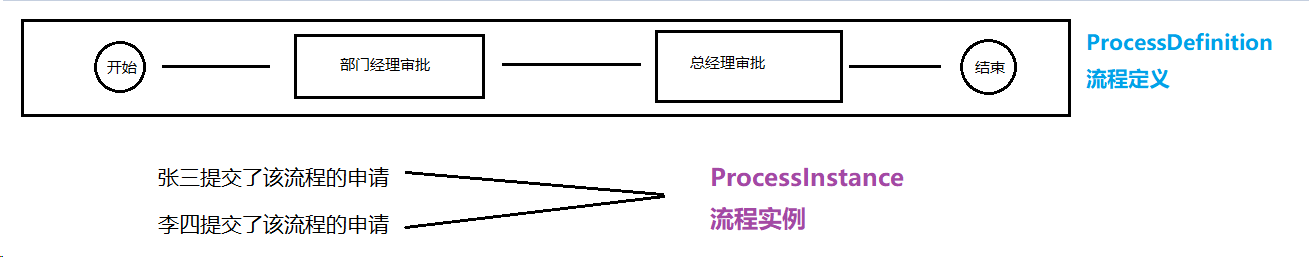 开始
部门经理审批
总经理审批
结束
ProcessDefinition
流程定义
张三提交了该流程的申请
李四提交了该流程的申请
ProcessInstance
流程实例